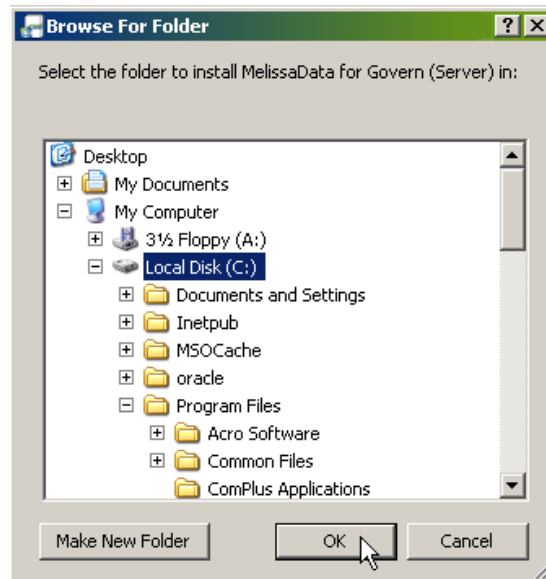 Browse For Folder
Select the folder to install MelissaData for Govern (Server) in:
Desktop
My Documents
My Computer
3½ Floppy (A:)
Local Disk (C:)
Documents and Settings
Inetpub
MSOCache
oracle
Program Files
Acro Software
Common Files
ComPlus Applications
Make New Folder OK Cancel